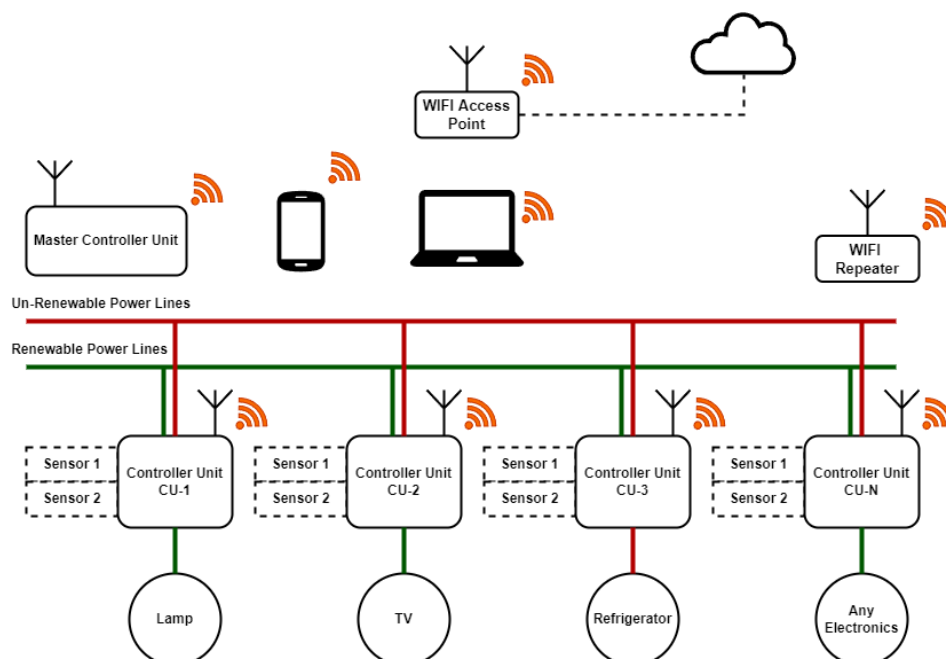 WIFI Access
Point
Master Controller Unit
WIFI
Repeater
Un-Renewable Power Lines
Renewable Power Lines
Sensor 1
Sensor 2
Controller Unit
CU-1
Sensor 1
Sensor 2
Controller Unit
CU-2
Sensor 1
Sensor 2
Controller Unit
CU-3
Sensor 1
Sensor 2
Controller Unit
CU-N
Lamp
TV
Refrigerator
Any
Electronics